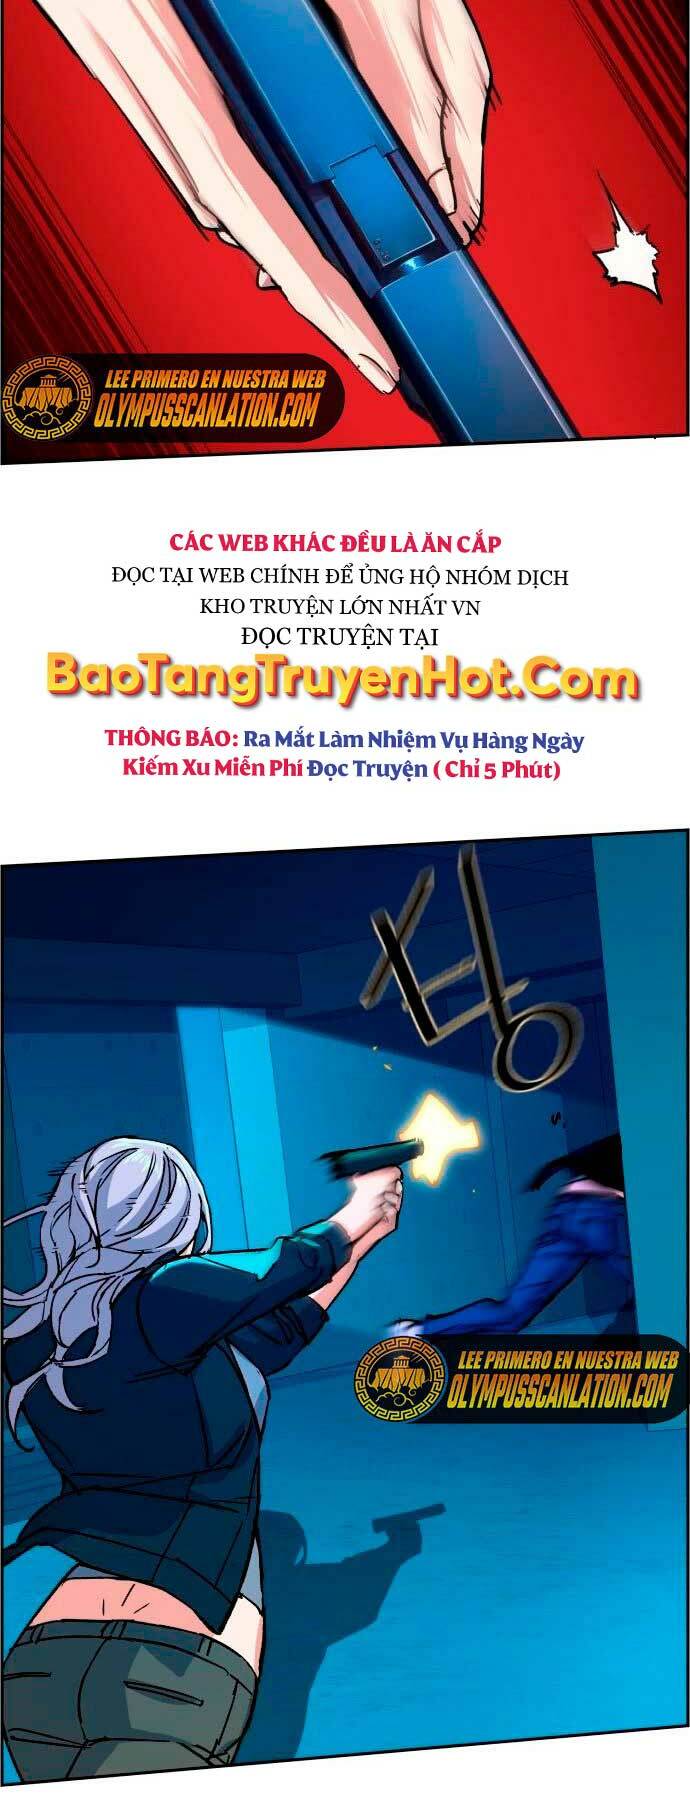 LEE PRIMERO EN NUESTRA WEB
OLYMPUSSCANLATION.COM
CÁC WEB KHÁC ĐỀU LÀ ĂN CẮP
ĐỌC TẠI WEB CHÍNH ĐỂ ỦNG HỘ NHÓM DỊCH
KHO TRUYỆN LỚN NHẤT VN
ĐỌC TRUYỆN TẠI
BaoTangTruyenHot.Com
THÔNG BÁO: Ra Mắt Làm Nhiệm Vụ Hàng Ngày
Kiếm Xu Miễn Phí Đọc Truyện ( Chỉ 5 Phút)
탕
LEE PRIMERO EN NUESTRA WEB
OLYMPUSSCANLATION.COM